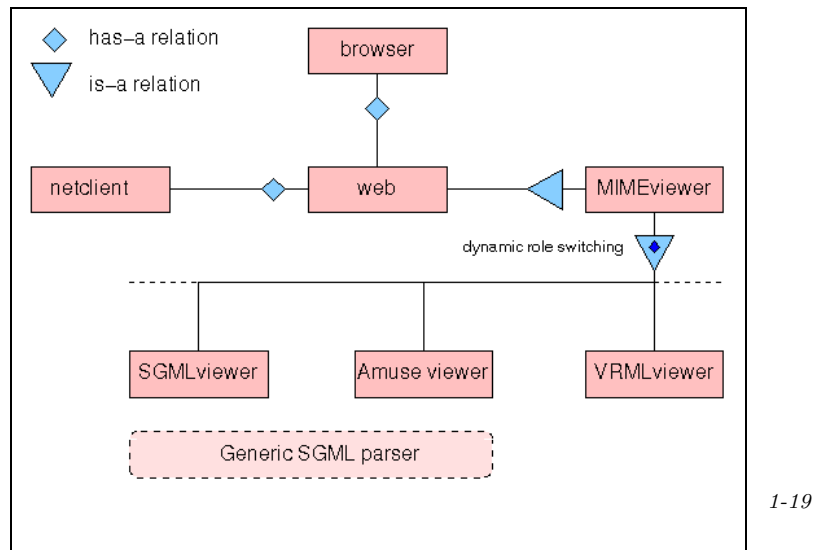 has–a relation
is–a relation
browser
netclient
web
MIMEviewer
dynamic role switching
SGMLviewer
Amuse viewer
VRMLviewer
Generic SGML parser
1-19